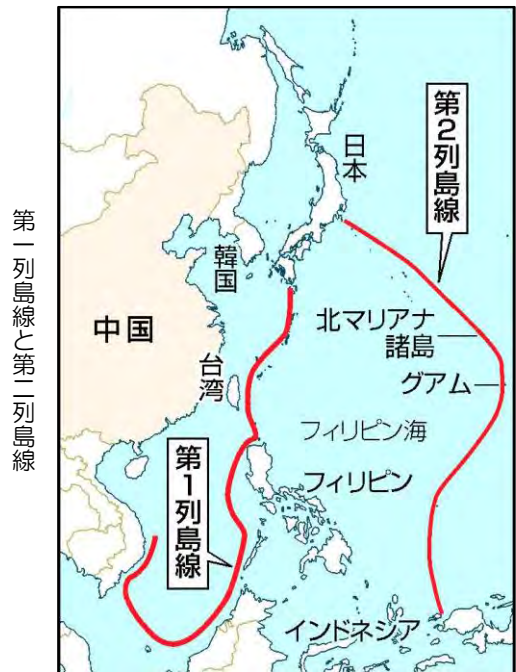 第一列島線と第二列島線
第2列島線
日本
韓国
北マリアナ
諸島
中国
台湾
グアム
フィリピン海
第1列島線
フィリピン
インドネシア